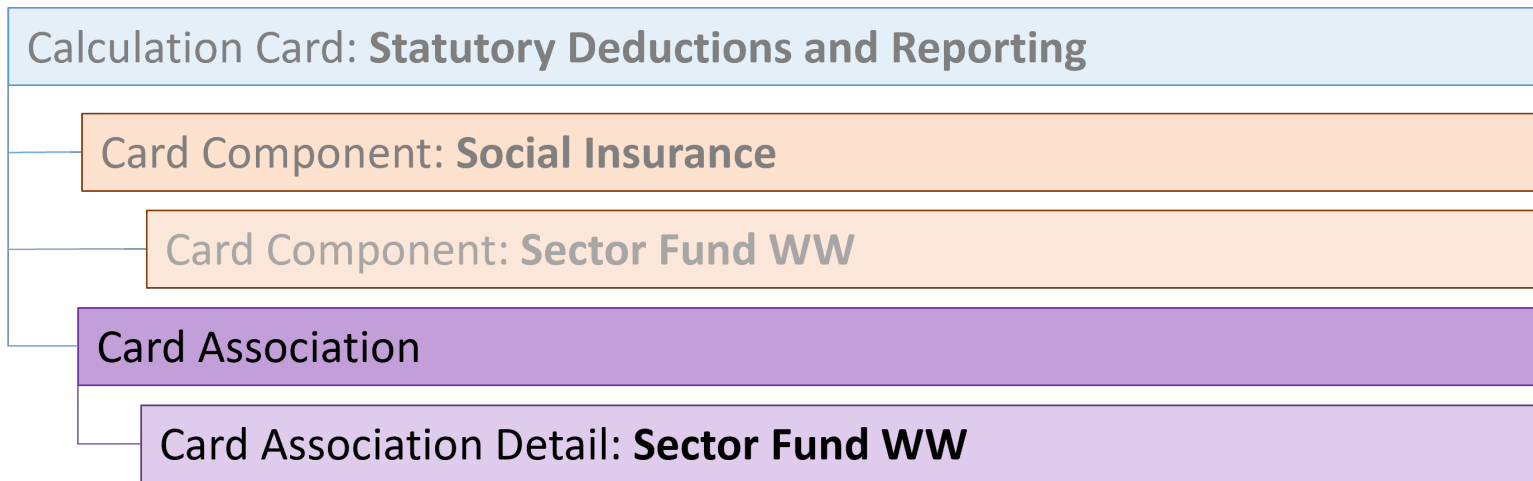 Calculation Card: Statutory Deductions and Reporting
Card Component: Social Insurance
Card Component: Sector Fund WW
Card Association
Card Association Detail: Sector Fund WW